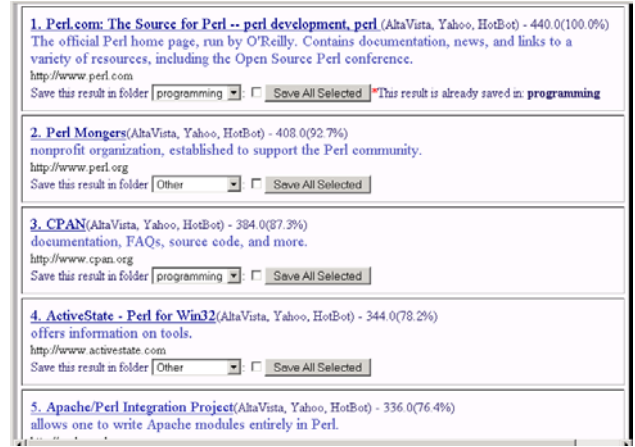 1. Perl.com: The Source for Perl -- perl development, perl (AltaVista, Yahoo, HotBot) - 440.0(100.0%)
The official Perl home page, run by O'Reilly. Contains documentation, news, and links to a
variety of resources, including the Open Source Perl conference.
http://www.perl.com
Save this result in folder programming : Save All Selected *This result is already saved in: programming
2. Perl Mongers(AltaVista, Yahoo, HotBot) - 408.0(92.7%)
nonprofit organization, established to support the Perl community.
http://www.perl.org
Save this result in folder Other : Save All Selected
3. CPAN(AltaVista, Yahoo, HotBot) - 384.0(87.3%)
documentation, FAQs, source code, and more.
http://www.cpan.org
Save this result in folder programming : Save All Selected
4. ActiveState - Perl for Win32(AltaVista, Yahoo, HotBot) - 344.0(78.2%)
offers information on tools.
http://www.activestate.com
Save this result in folder Other : Save All Selected
5. Apache/Perl Integration Project(AltaVista, Yahoo, HotBot) - 336.0(76.4%)
allows one to write Apache modules entirely in Perl.